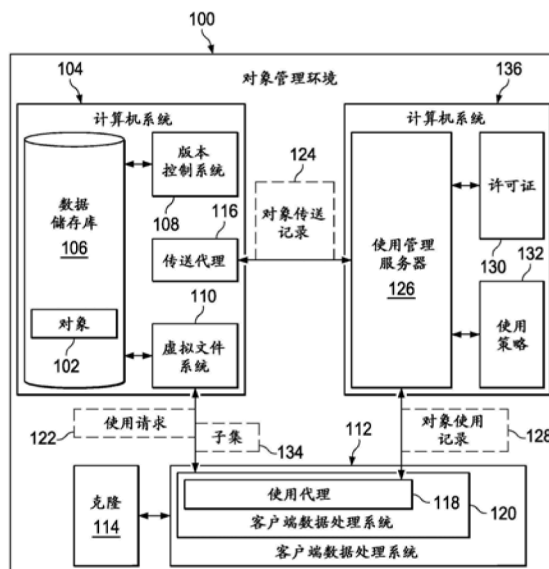 100
对象管理环境
104
计算机系统
数据
储存库
106
对象
102
版本
控制系统
108
116
传送代理
110
虚拟文件
系统
124
对象传送
记录
136
计算机系统
使用管理
服务器
126
许可证
130
132
使用
策略
122
使用请求
子集
134
112
对象使用
记录
128
克隆
114
使用代理
118
客户端数据处理系统
120
客户端数据处理系统